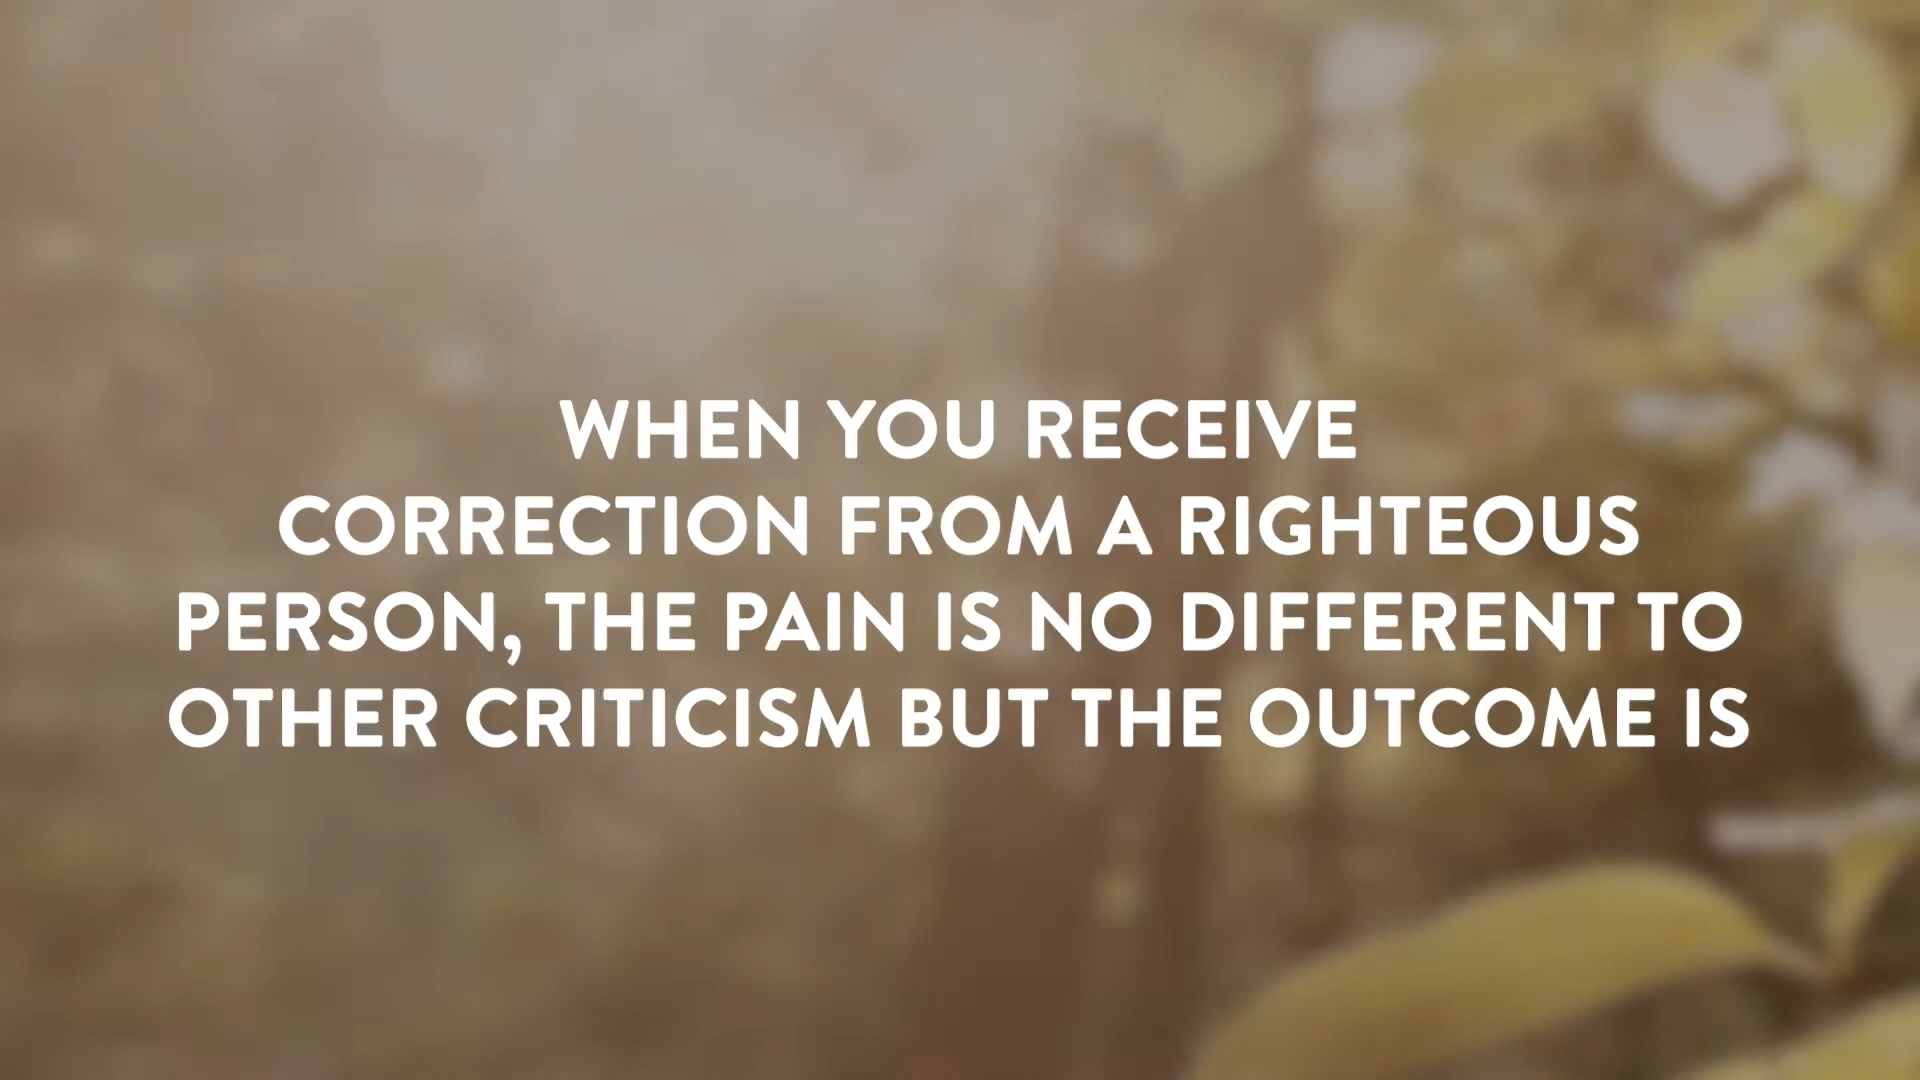 WHEN YOU RECEIVE
CORRECTION FROM A RIGHTEOUS
PERSON, THE PAIN IS NO DIFFERENT TO
OTHER CRITICISM BUT THE OUTCOME IS